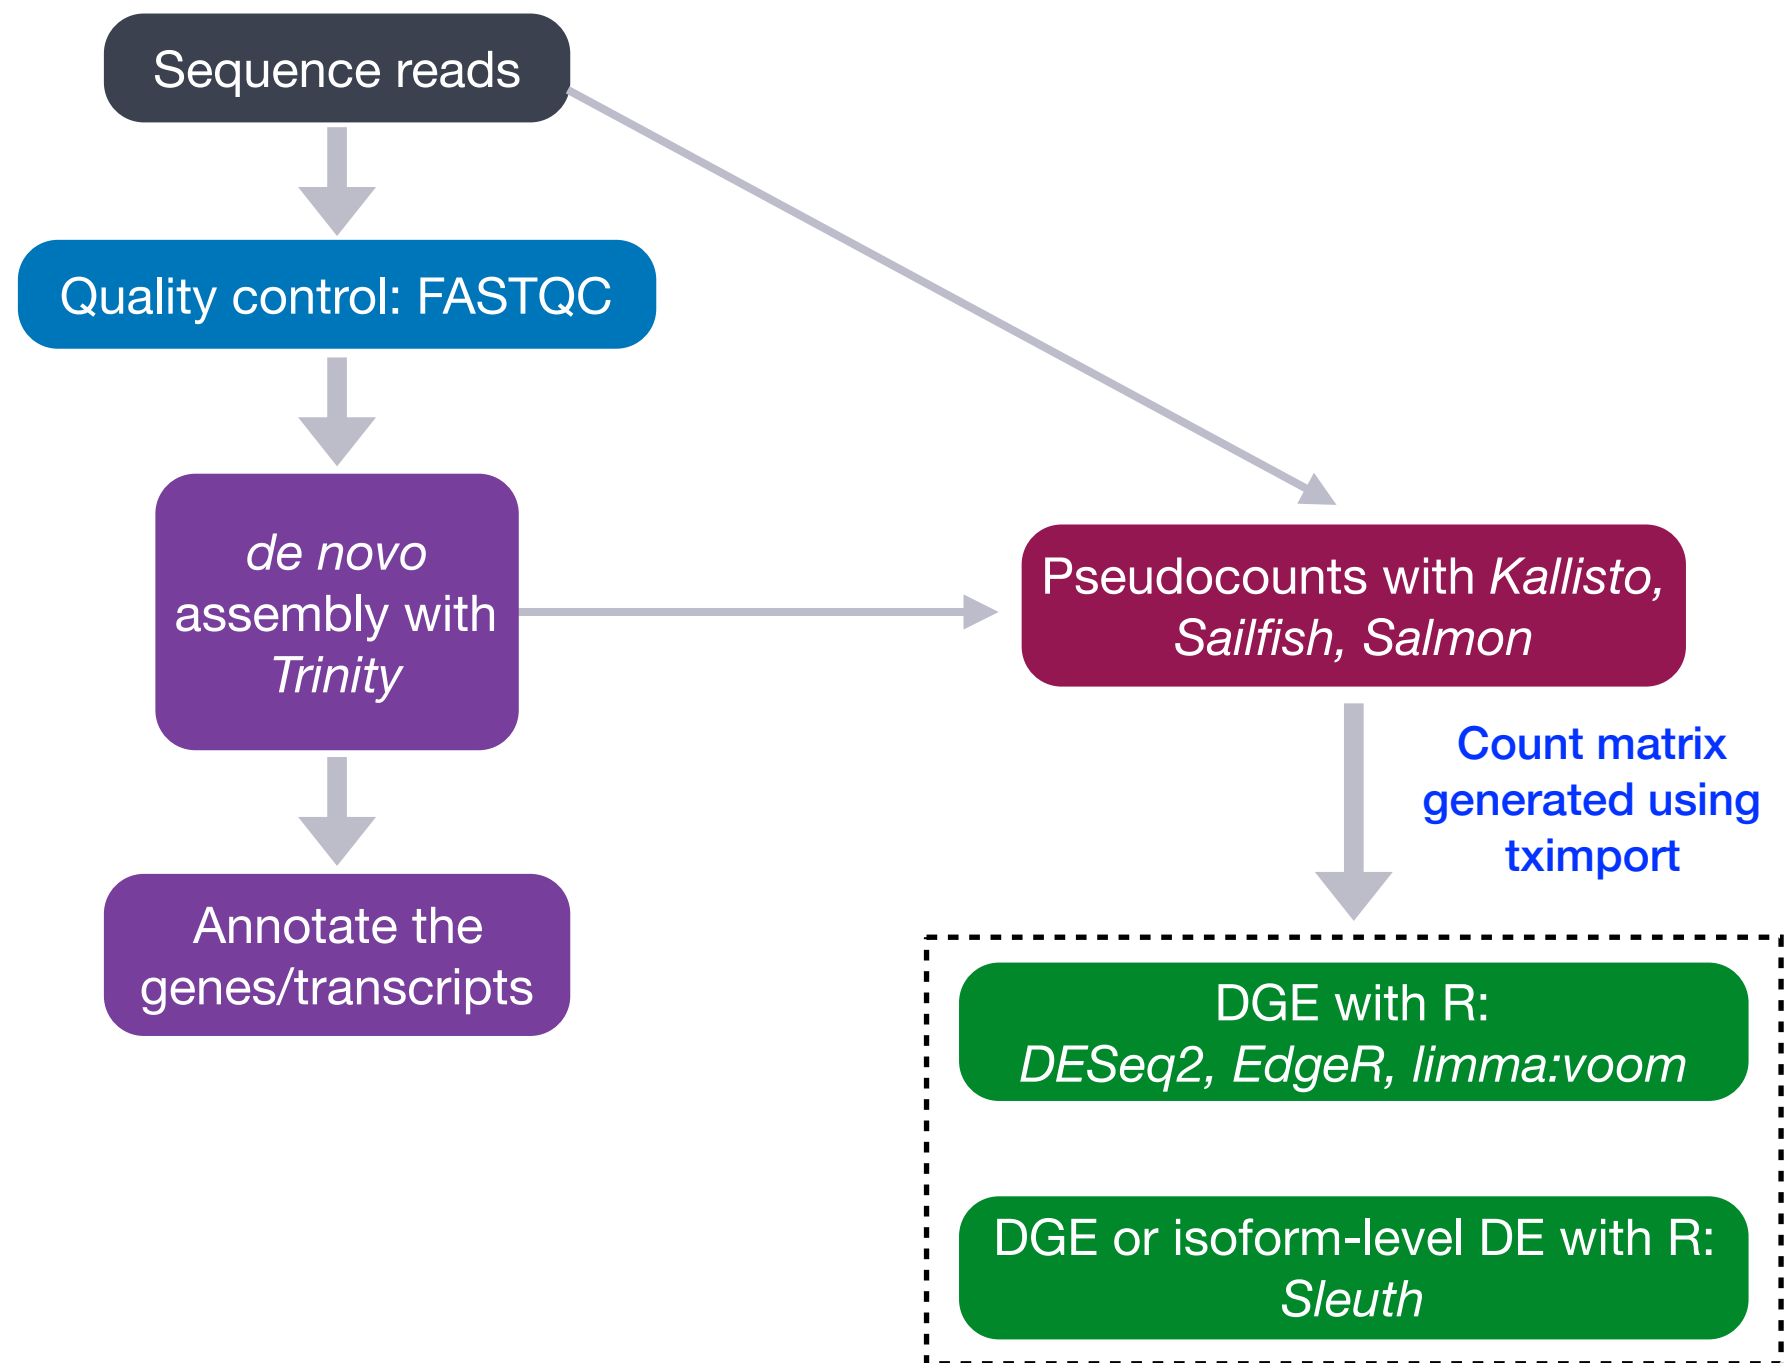 Sequence reads
Quality control: FASTQC
de novo
assembly with
Trinity
Annotate the
genes/transcripts
Pseudocounts with Kallisto,
Sailfish, Salmon
Count matrix
generated using
tximport
DGE with R:
DESeq2, EdgeR, limma:voom
DGE or isoform-level DE with R:
Sleuth